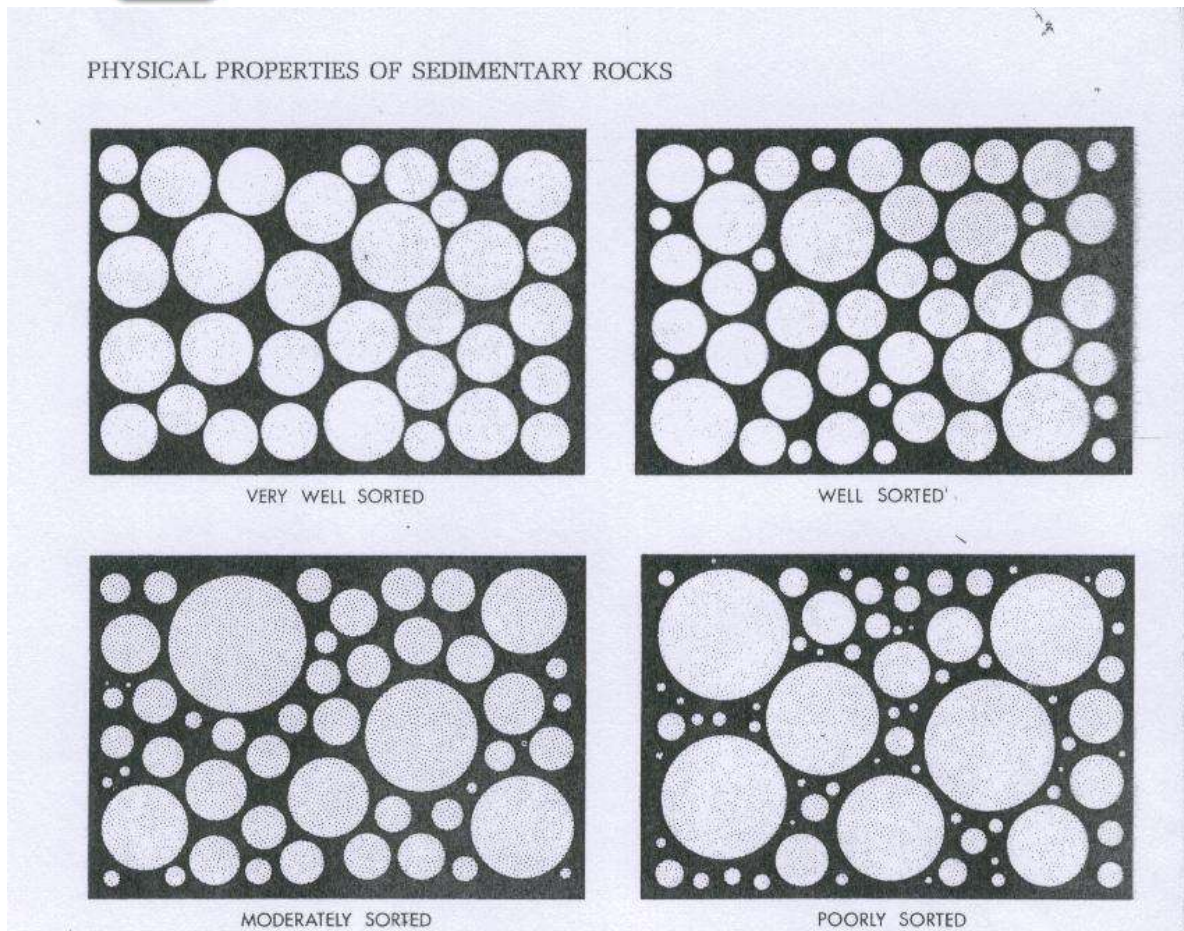 PHYSICAL PROPERTIES OF SEDIMENTARY ROCKS
VERY WELL SORTED
WELL SORTED
MODERATELY SORTED
POORLY SORTED